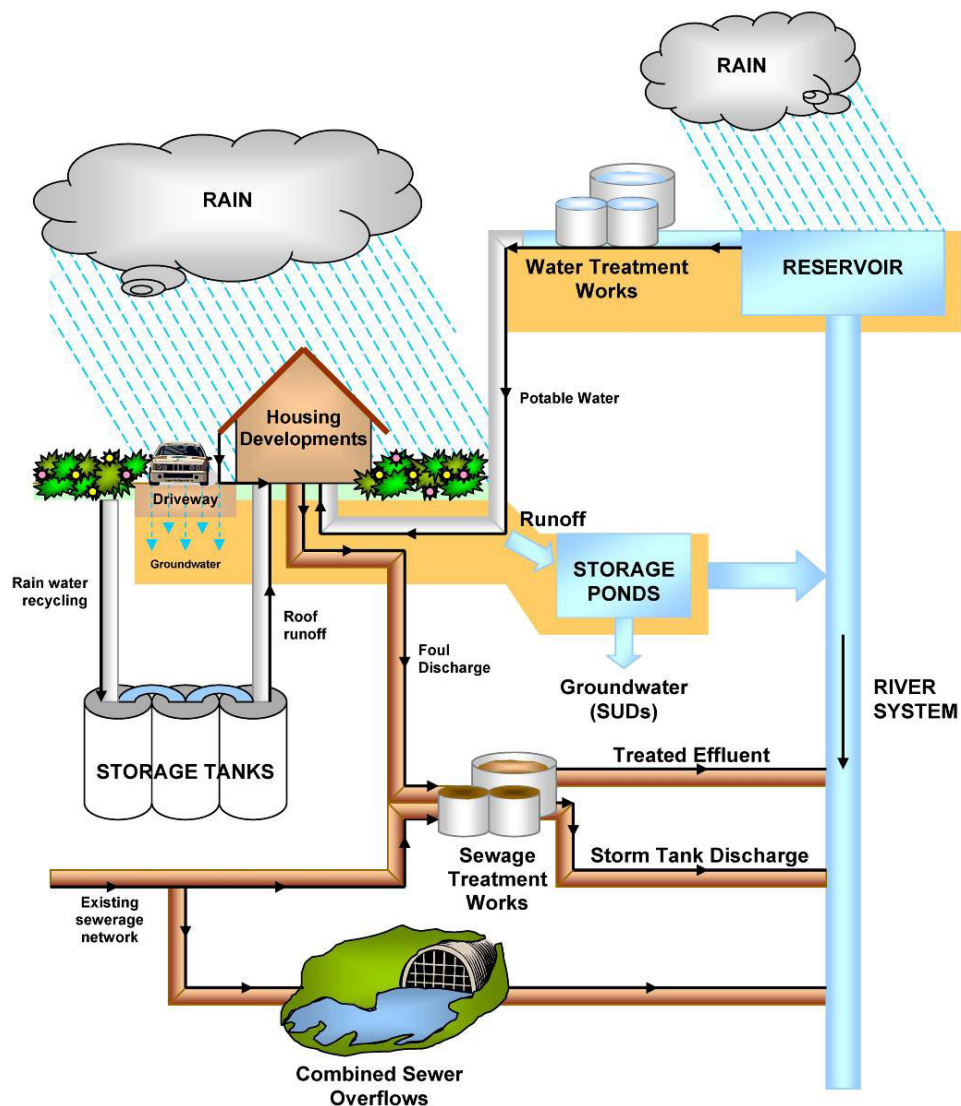 RAIN
RAIN
RESERVOIR
Water Treatment
Works
Potable Water
Housing
Developments
Driveway
Groundwater
Runoff
STORAGE
PONDS
Rain water
recycling
Roof
runoff
Foul
Discharge
Groundwater
(SUDs)
RIVER
SYSTEM
STORAGE TANKS
Treated Effluent
Sewage
Treatment
Works
Storm Tank Discharge
Existing
sewerage
network
Combined Sewer
Overflows